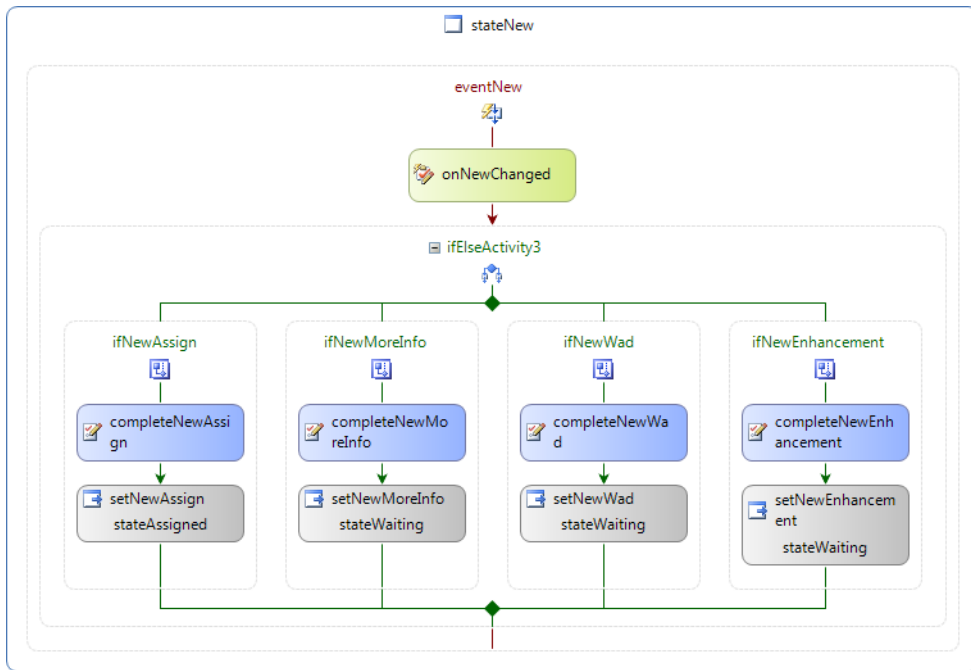 stateNew
eventNew
onNewChanged
ifElseActivity3
ifNewAssign
ifNewMoreInfo
ifNewWad
ifNewEnhancement
completeNewAssi
gn
completeNewMo
reInfo
completeNewWa
d
completeNewEnh
ancement
setNewAssign
stateAssigned
setNewMoreInfo
stateWaiting
setNewWad
stateWaiting
setNewEnhancem
ent
stateWaiting